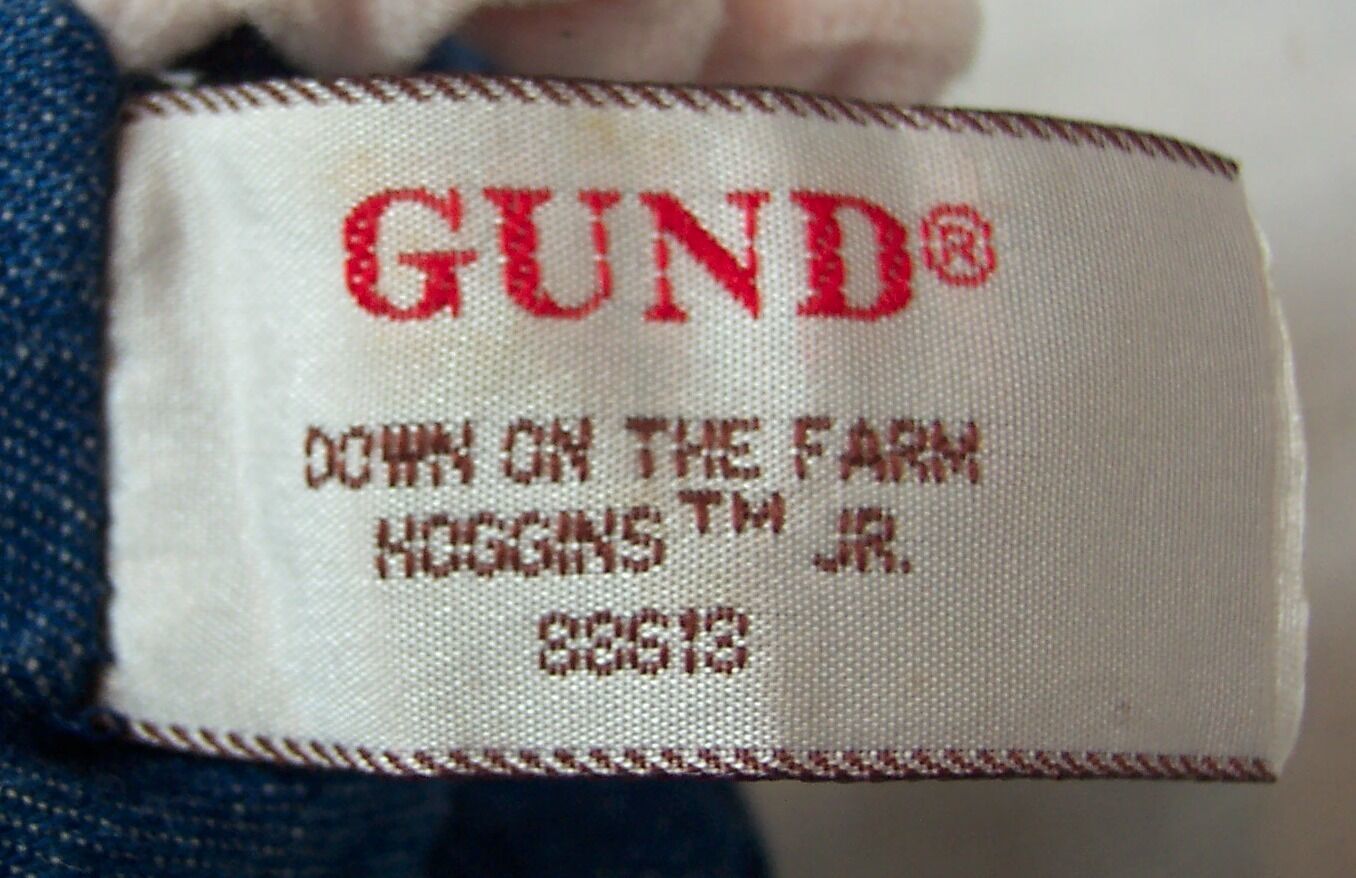 GUND®
DOWN ON THE FARM
HOGGINS™ JR.
88613